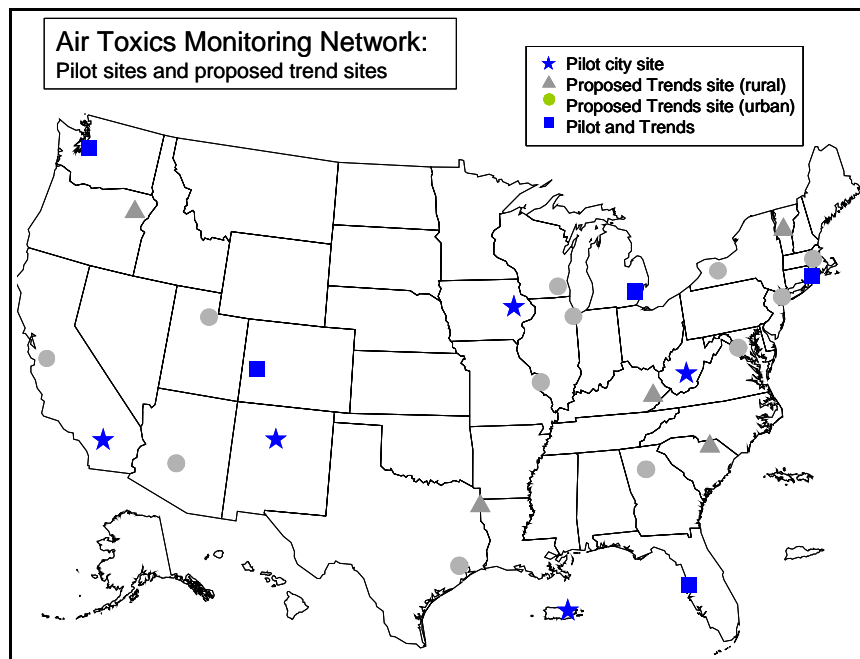 Air Toxics Monitoring Network:
Pilot sites and proposed trend sites
Pilot city site
Proposed Trends site (rural)
Proposed Trends site (urban)
Pilot and Trends